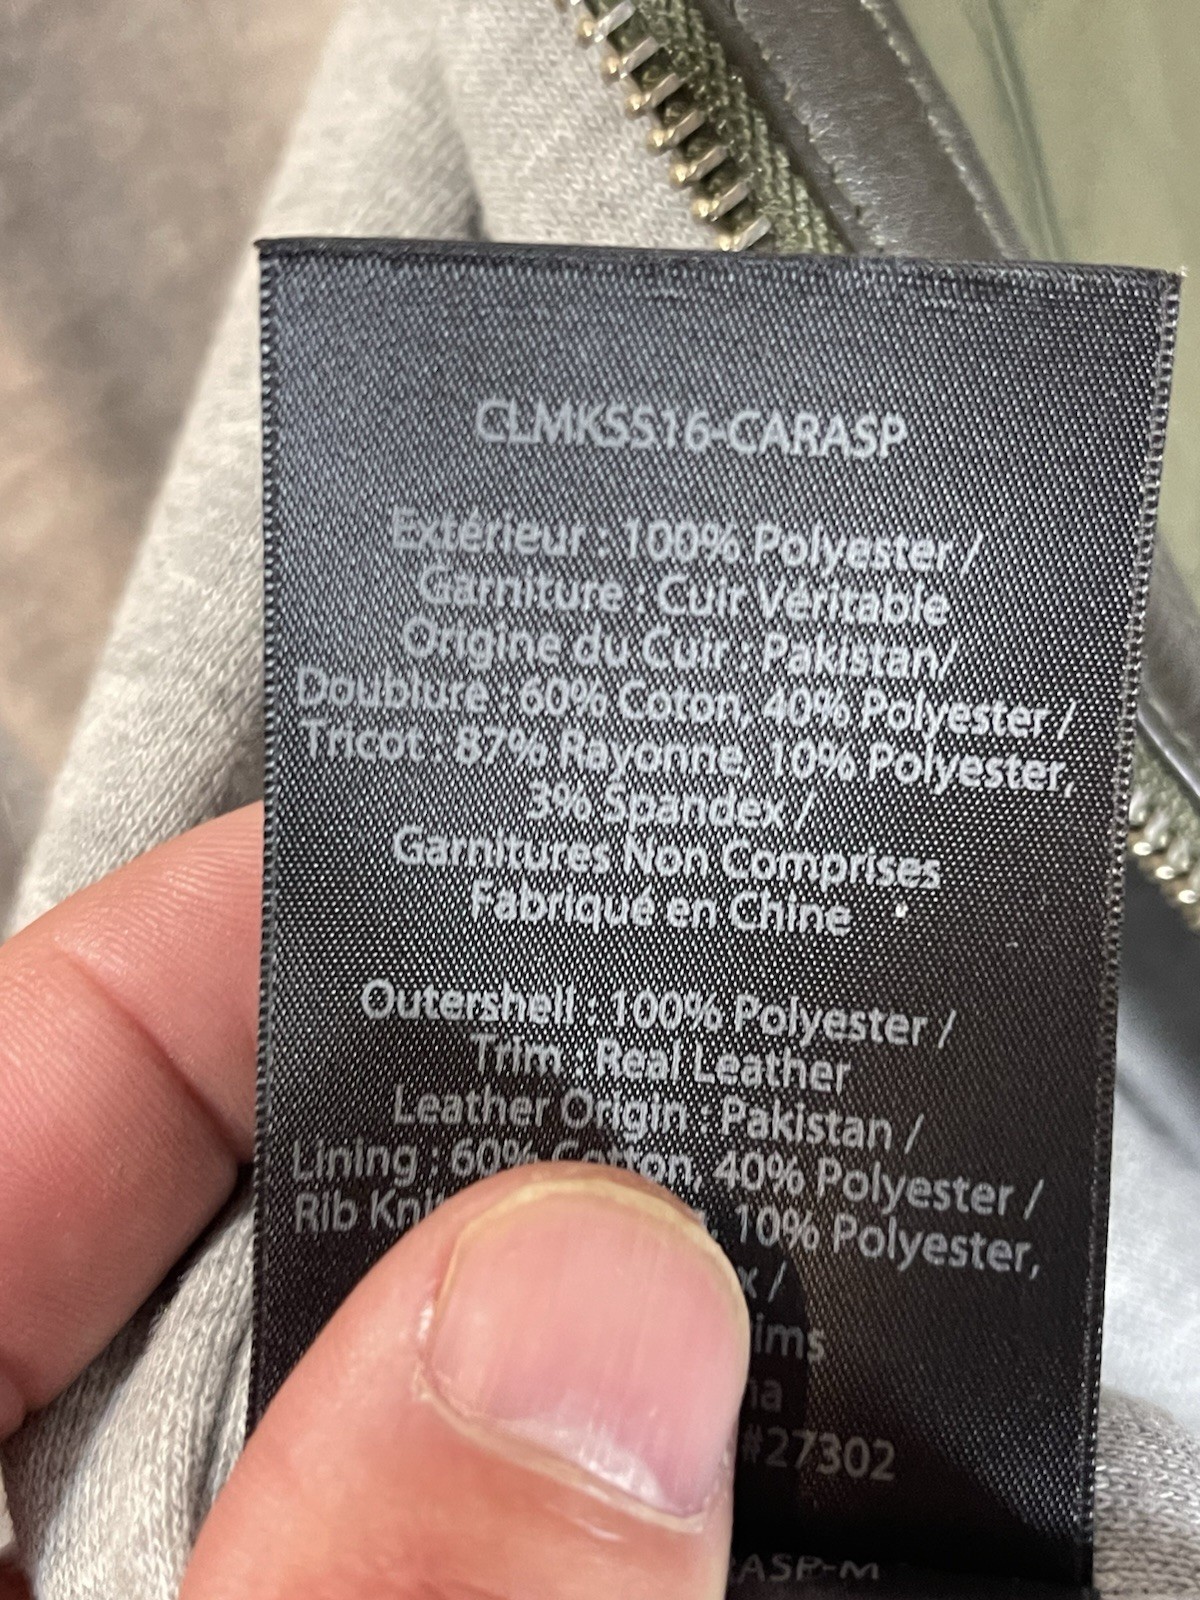 CLMKSS16-CARASP
Extérieur : 100% Polyester /
Garniture : Cuir Véritable
Origine du Cuir : Pakistan/
Doublure : 60% Coton, 40% Polyester /
Tricot : 87% Rayonne, 10% Polyester,
3% Spandex /
Garnitures Non Comprises
Fabriqué en Chine
Outershell : 100% Polyester /
Trim : Real Leather
Leather Origin : Pakistan /
Lining : 60% Cotton, 40% Polyester /
Rib 10% Polyester,
/
#27302